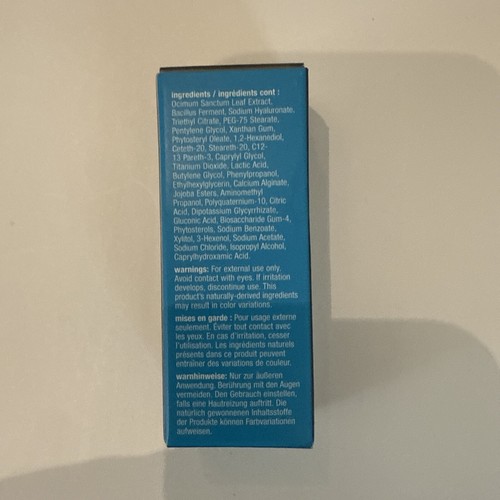 ingredients / ingrédients cont :
Ocimum Sanctum Leaf Extract,
Bacillus Ferment, Sodium Hyaluronate,
Triethyl Citrate, PEG-75 Stearate,
Pentylene Glycol, Xanthan Gum,
Phytosteryl Oleate, 1,2-Hexanediol,
Ceteth-20, Steareth-20, C12-
13 Pareth-3, Caprylyl Glycol,
Titanium Dioxide, Lactic Acid,
Butylene Glycol, Phenylpropanol,
Ethylhexylglycerin, Calcium Alginate,
Jojoba Esters, Aminomethyl
Propanol, Polyquaternium-10, Citric
Acid, Dipotassium Glycyrrhizate,
Gluconic Acid, Biosaccharide Gum-4,
Phytosterols, Sodium Benzoate,
Xylitol, 3-Hexenol, Sodium Acetate,
Sodium Chloride, Isopropyl Alcohol,
Caprylhydroxamic Acid.
warnings: For external use only.
Avoid contact with eyes. If irritation
develops, discontinue use. This
product's naturally-derived ingredients
may result in color variations.
mises en garde : Pour usage externe
seulement. Éviter tout contact avec
les yeux. En cas d'irritation, cesser
l'utilisation. Les ingrédients naturels
présents dans ce produit peuvent
entraîner des variations de couleur.
warnhinweise: Nur zur äußeren
Anwendung. Berührung mit den Augen
vermeiden. Den Gebrauch einstellen,
falls eine Hautreizung auftritt. Die
natürlich gewonnenen Inhaltsstoffe
der Produkte können Farbvariationen
aufweisen.